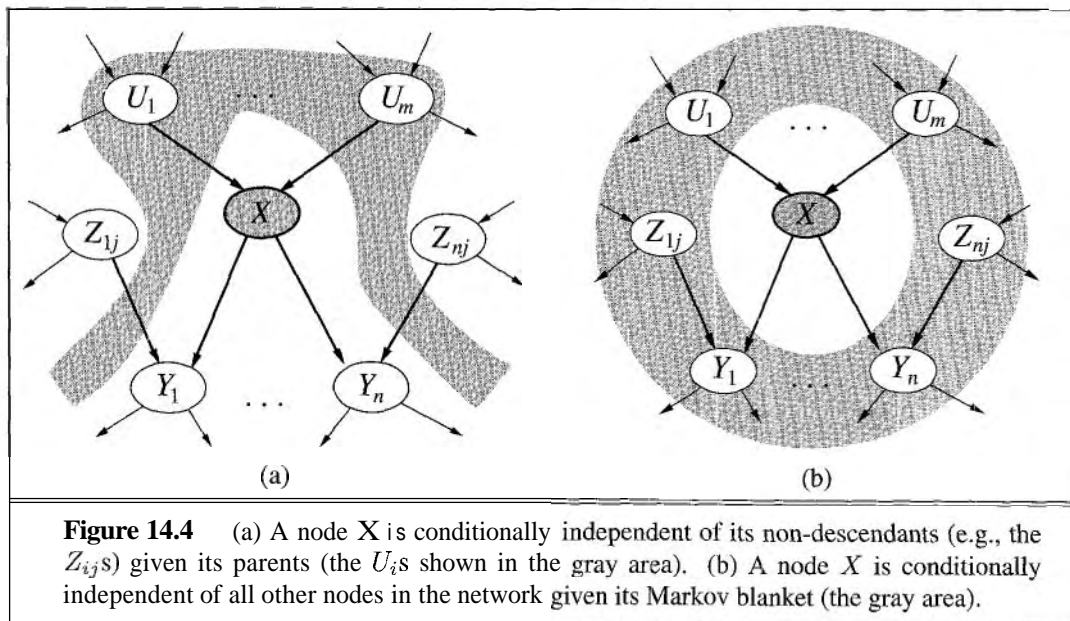 U1 . . . Um
X
Z1j Znj
Y1 . . . Yn
(a)
U1 . . . Um
X
Z1j Znj
Y1 . . . Yn
(b)
Figure 14.4 (a) A node X is conditionally independent of its non-descendants (e.g., the
Zijs) given its parents (the Uis shown in the gray area). (b) A node X is conditionally
independent of all other nodes in the network given its Markov blanket (the gray area).